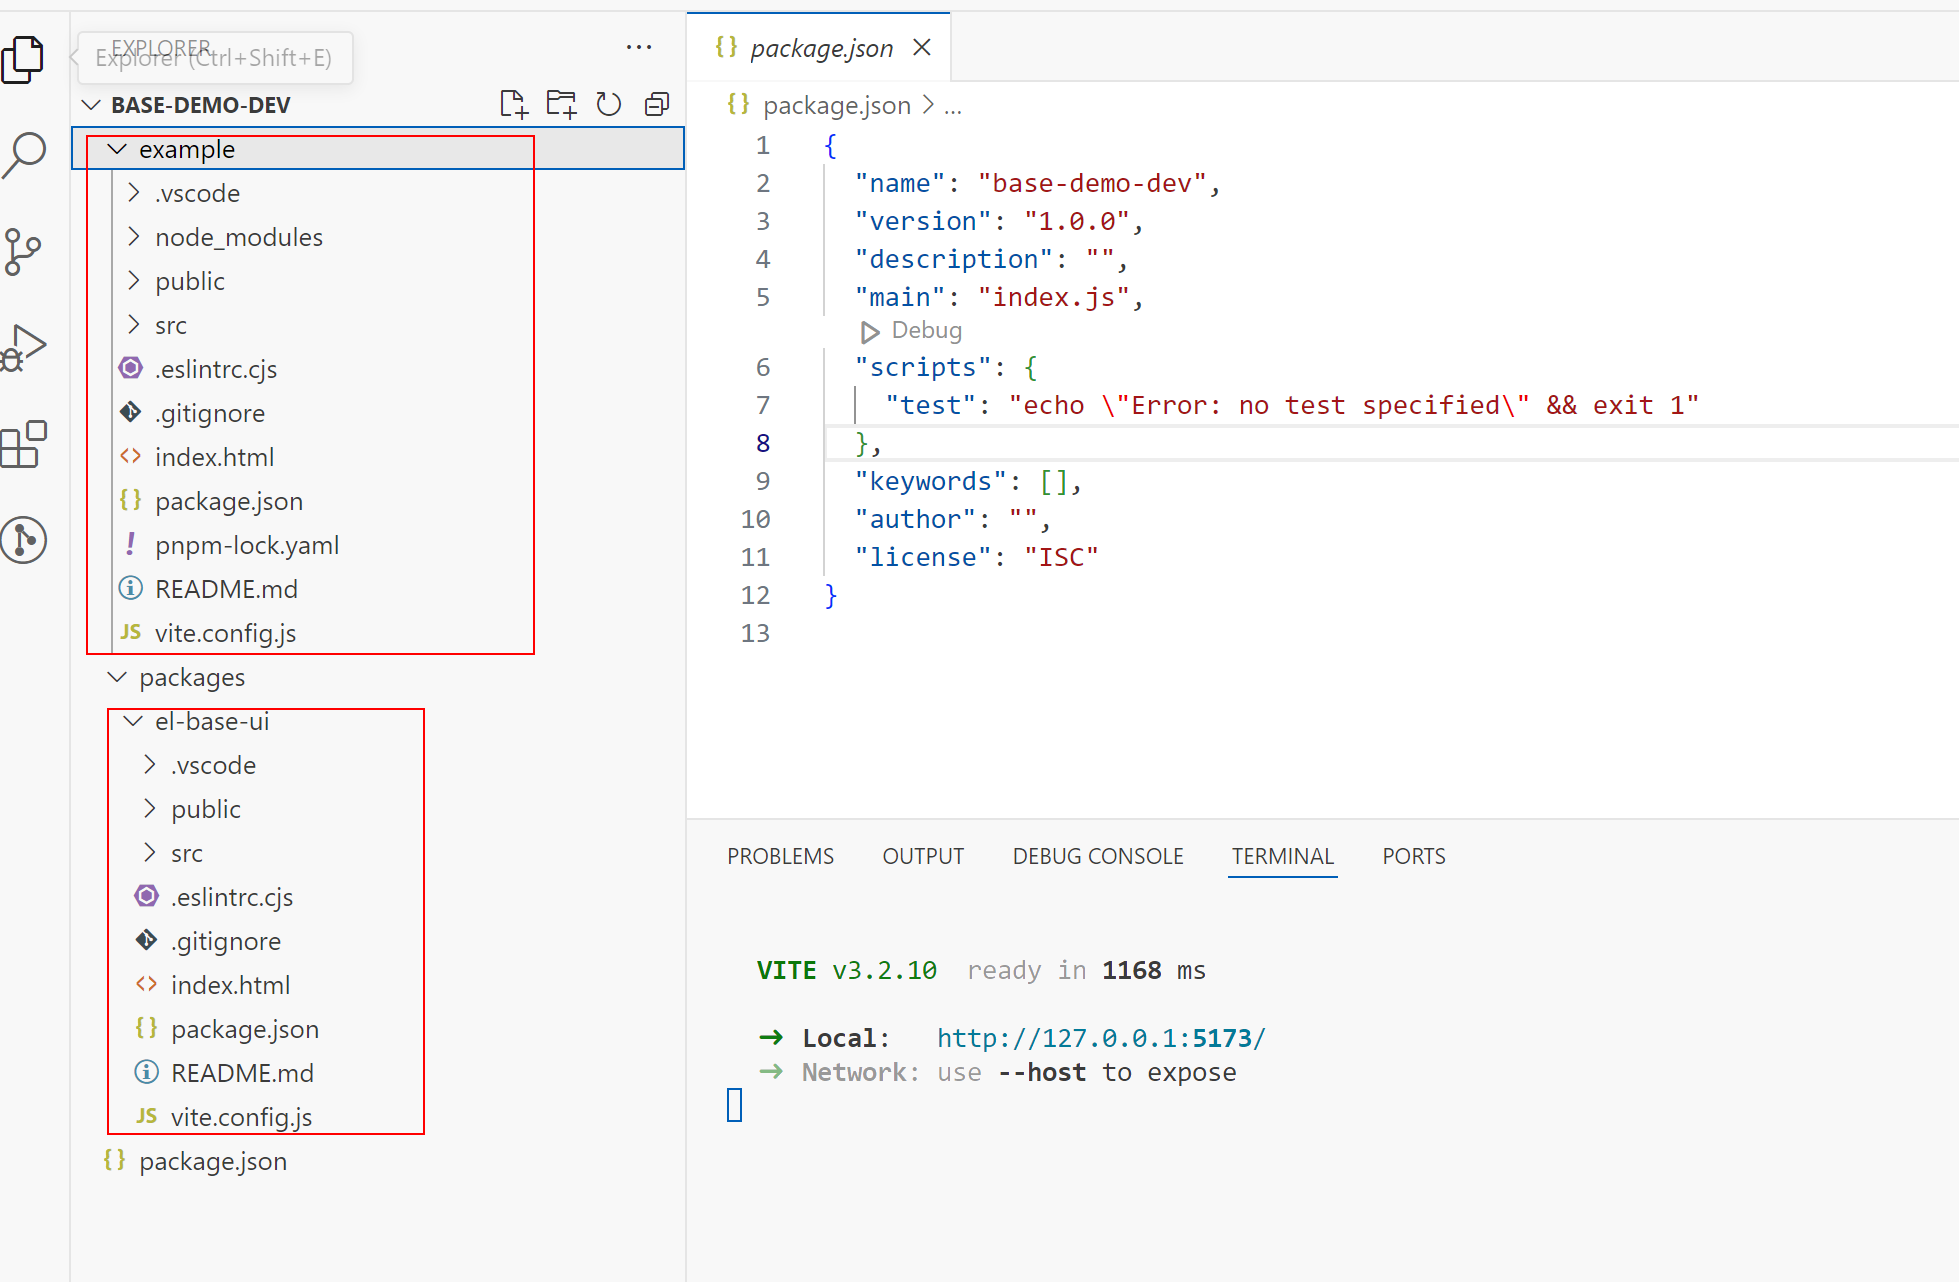 EXPLORER
Explorer (Ctrl+Shift+E)
BASE-DEMO-DEV
example
.vscode
node_modules
public
src
.eslintrc.cjs
.gitignore
index.html
package.json
pnpm-lock.yaml
README.md
JS vite.config.js
packages
el-base-ui
.vscode
public
src
.eslintrc.cjs
.gitignore
index.html
package.json
README.md
JS vite.config.js
package.json
{} package.json
{} package.json > ...
1 {
2 "name": "base-demo-dev",
3 "version": "1.0.0",
4 "description": "",
5 "main": "index.js",
Debug
6 "scripts": {
7 "test": "echo \"Error: no test specified\" && exit 1"
8 },
9 "keywords": [],
10 "author": "",
11 "license": "ISC"
12 }
13
PROBLEMS OUTPUT DEBUG CONSOLE TERMINAL PORTS
VITE v3.2.10 ready in 1168 ms
➜ Local: http://127.0.0.1:5173/
➜ Network: use --host to expose